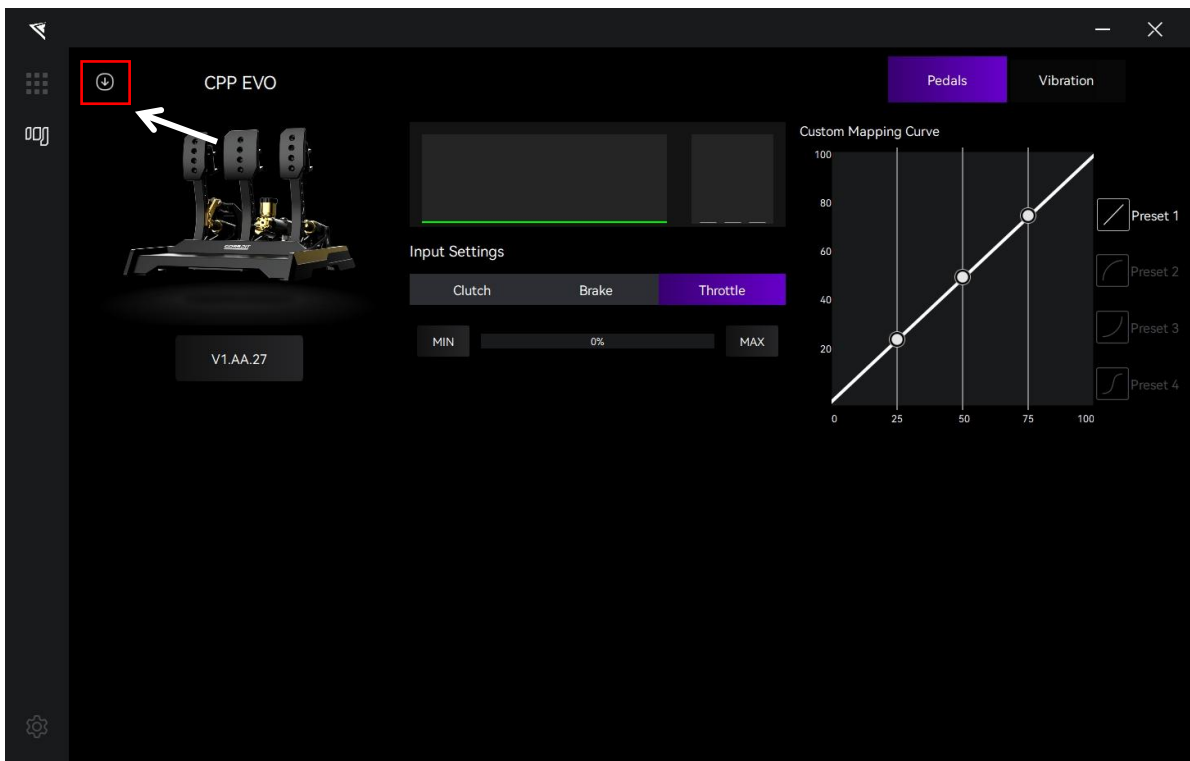 CPP EVO
Pedals
Vibration
Custom Mapping Curve
100
80
60
40
20
0 25 50 75 100
Preset 1
Preset 2
Preset 3
Preset 4
Input Settings
Clutch Brake Throttle
MIN 0% MAX
V1.AA.27